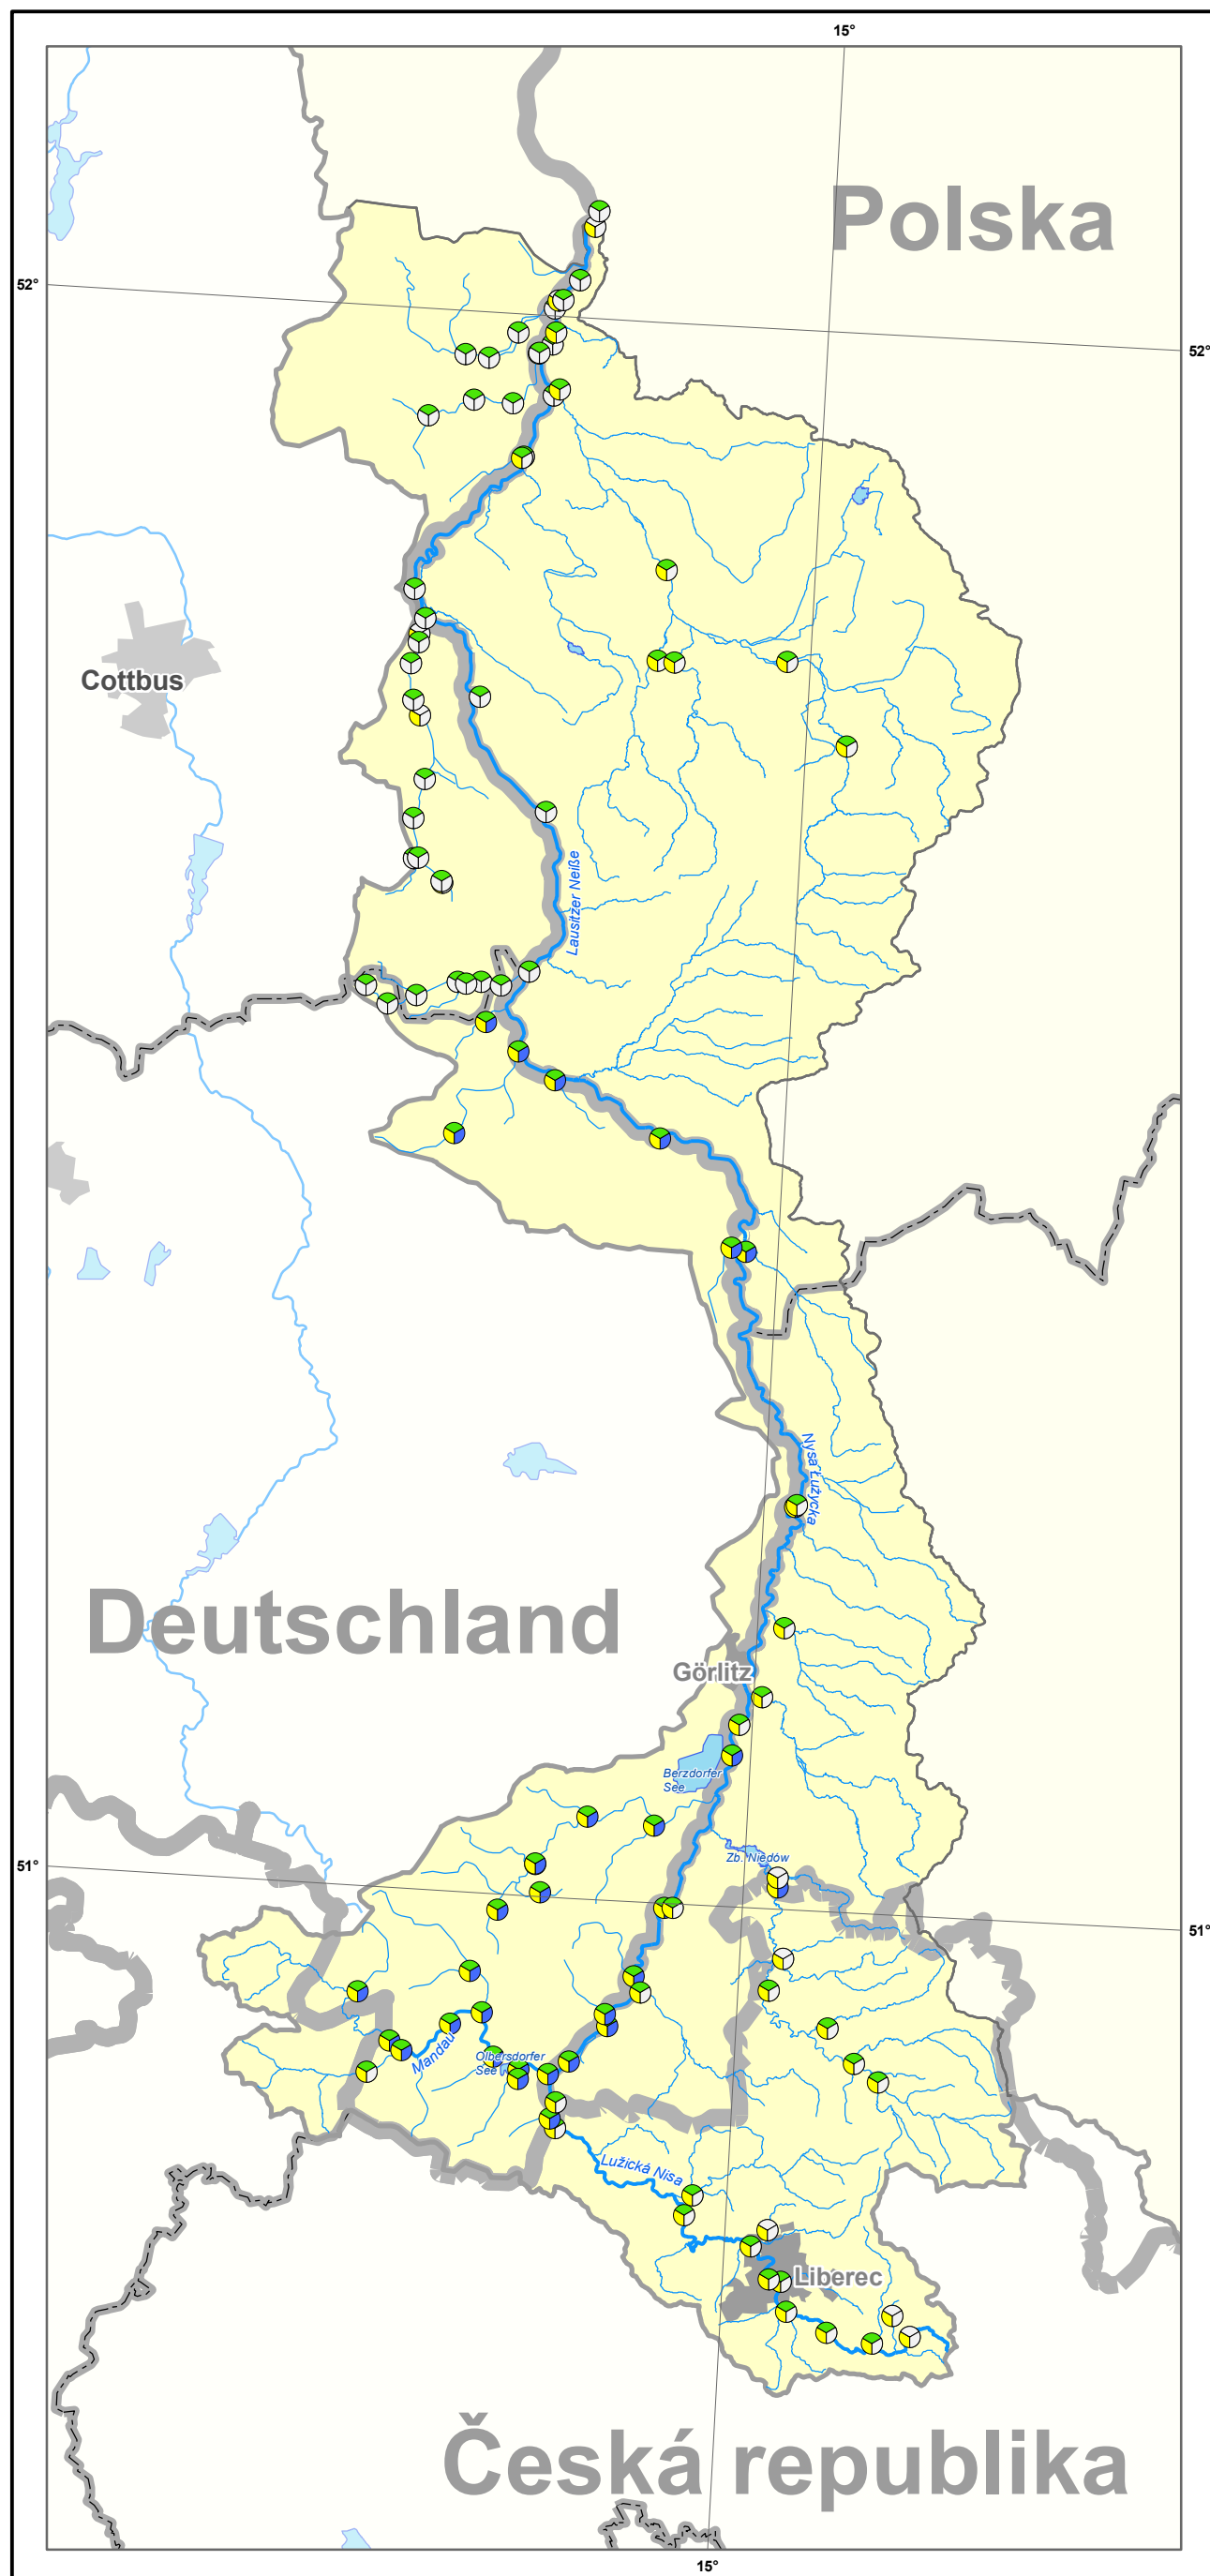 15°
Polska
52°
52°
Cottbus
Lausitzer Neiße
Nysa Łużycka
Deutschland
Görlitz
Berzdorfer
See
Zb. Niedów
51°
51°
Mandau
Olbersdorfer
See
Lužická Nisa
Liberec
Česká republika
15°